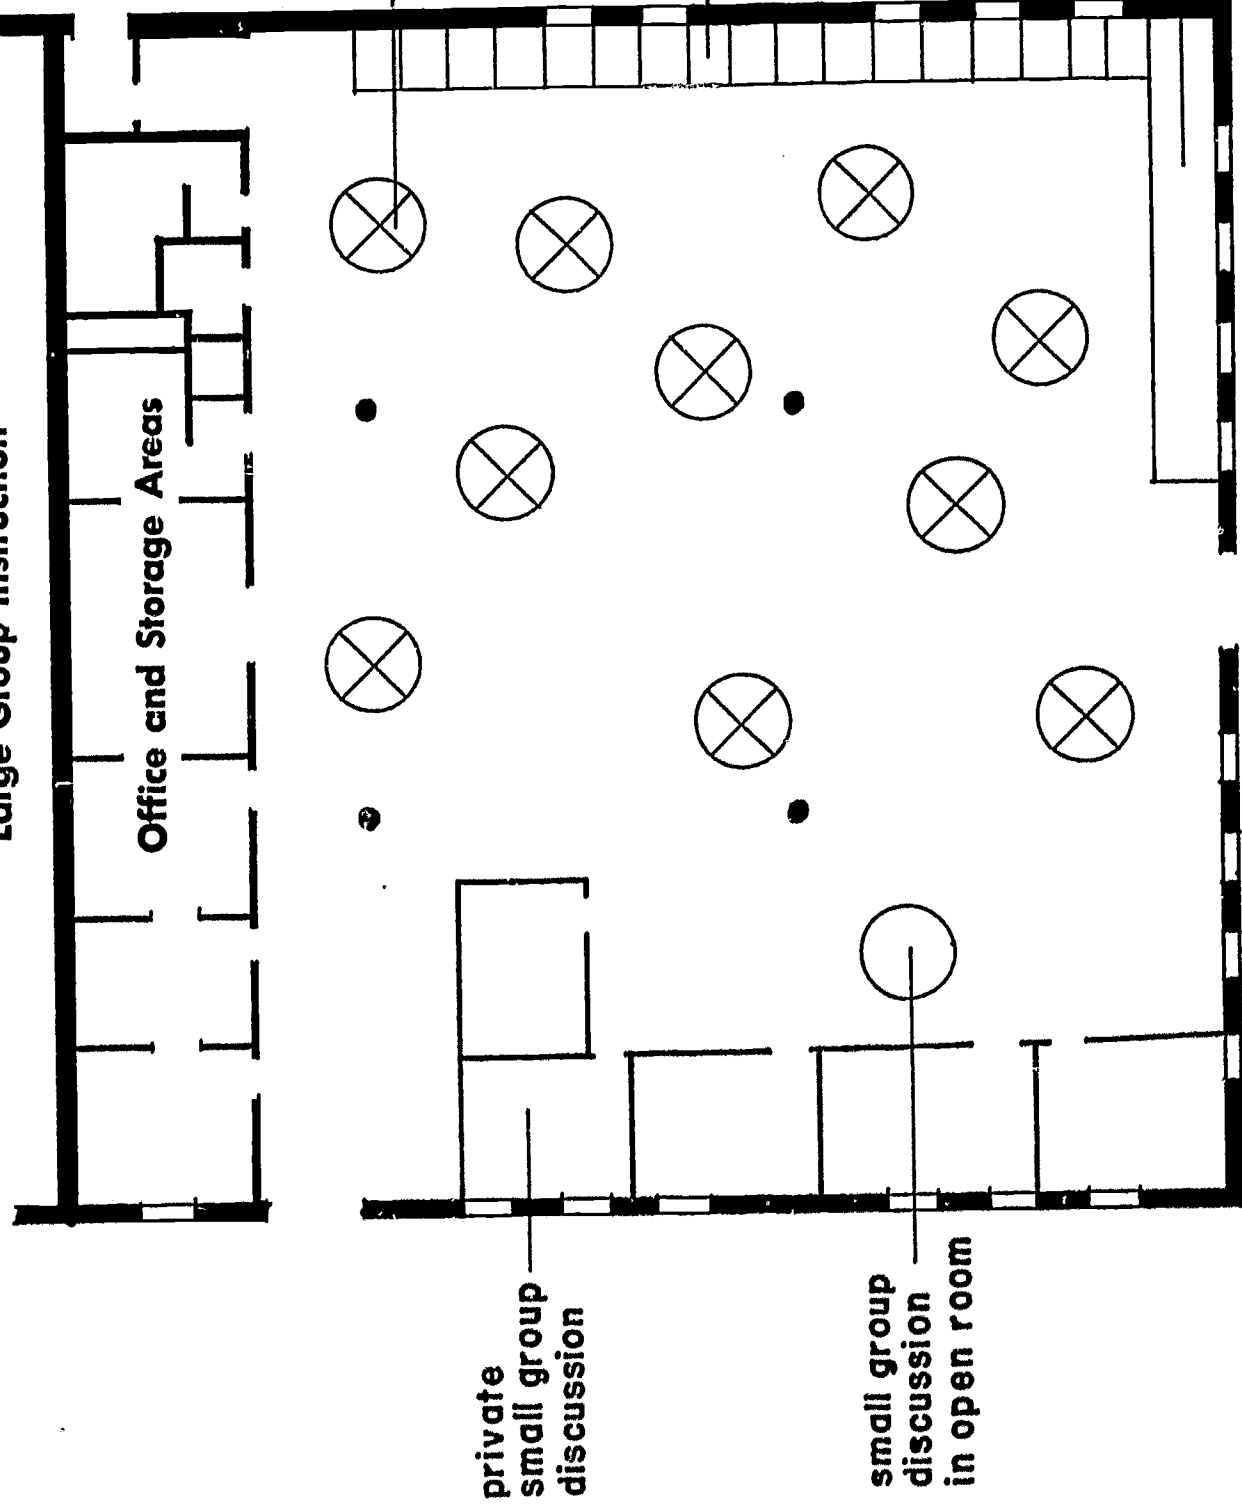 Large Group Instruction
Office and Storage Areas
private
small group
discussion
small group
discussion
in open room